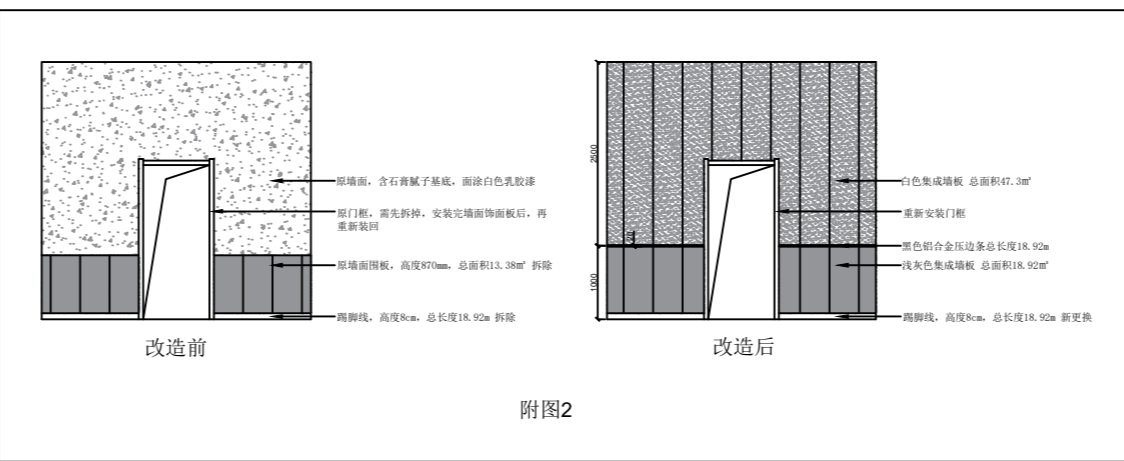 原墙面，含石膏腻子基底，面涂白色乳胶漆
原门框，需先拆掉，安装完墙面饰面板后，再
重新装回
原墙面围板，高度870mm，总面积13.38㎡ 拆除
踢脚线，高度8cm，总长度18.92m 拆除
改造前
2500
20
1000
白色集成墙板 总面积47.3㎡
重新安装门框
黑色铝合金压边条总长度18.92m
浅灰色集成墙板 总面积18.92㎡
踢脚线，高度8cm，总长度18.92m 新更换
改造后
附图2